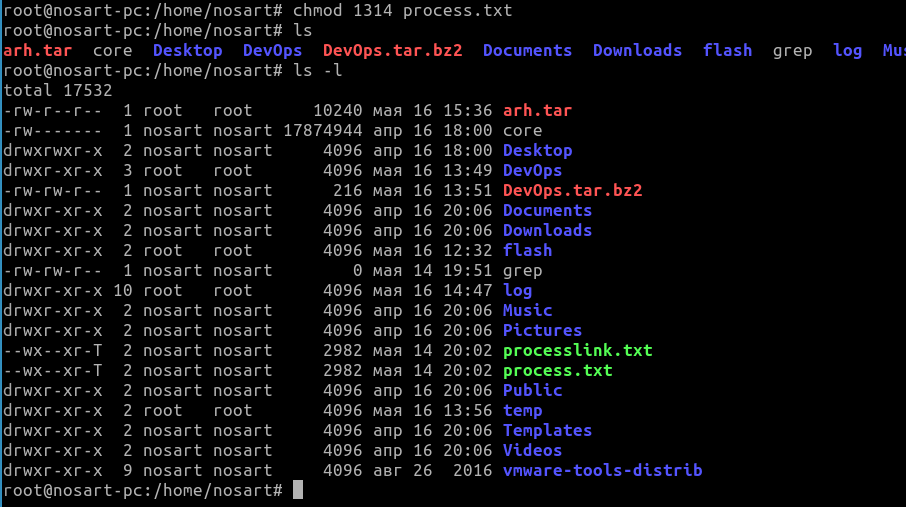 root@nosart-pc:/home/nosart# chmod 1314 process.txt
root@nosart-pc:/home/nosart# ls
arh.tar  core  Desktop  DevOps  DevOps.tar.bz2  Documents  Downloads  flash  grep  log  Mus
root@nosart-pc:/home/nosart# ls -l
total 17532
-rw-r--r--  1 root   root      10240 мая 16 15:36 arh.tar
-rw-------  1 nosart nosart 17874944 апр 16 18:00 core
drwxrwxr-x  2 nosart nosart     4096 апр 16 18:00 Desktop
drwxr-xr-x  3 nosart nosart     4096 мая 16 13:49 DevOps
-rw-rw-r--  1 nosart nosart      216 мая 16 13:51 DevOps.tar.bz2
drwxr-xr-x  2 nosart nosart     4096 апр 16 20:06 Documents
drwxr-xr-x  2 nosart nosart     4096 апр 16 20:06 Downloads
drwxr-xr-x  2 root   root       4096 мая 16 12:32 flash
-rw-rw-r--  1 nosart nosart        0 мая 14 19:51 grep
drwxr-xr-x 10 root   root       4096 мая 16 14:47 log
drwxr-xr-x  2 nosart nosart     4096 апр 16 20:06 Music
drwxr-xr-x  2 nosart nosart     4096 апр 16 20:06 Pictures
--wx--xr-T  2 nosart nosart     2982 мая 14 20:02 processlink.txt
--wx--xr-T  2 nosart nosart     2982 мая 14 20:02 process.txt
drwxr-xr-x  2 nosart nosart     4096 апр 16 20:06 Public
drwxr-xr-x  2 root   root       4096 мая 16 13:56 temp
drwxr-xr-x  2 nosart nosart     4096 апр 16 20:06 Templates
drwxr-xr-x  2 nosart nosart     4096 апр 16 20:06 Videos
drwxr-xr-x  9 nosart nosart     4096 авг 26  2016 vmware-tools-distrib
root@nosart-pc:/home/nosart#